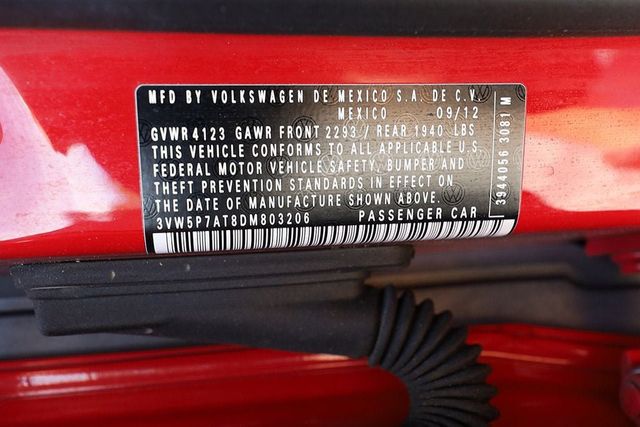 MFD BY VOLKSWAGEN DE MEXICO S.A. DE C.V.
MEXICO 09/12
GVWR 4123 GAWR FRONT 2293 / REAR 1940 LBS
THIS VEHICLE CONFORMS TO ALL APPLICABLE U.S.
FEDERAL MOTOR VEHICLE SAFETY, BUMPER AND
THEFT PREVENTION STANDARDS IN EFFECT ON
THE DATE OF MANUFACTURE SHOWN ABOVE.
3VW5P7AT8DM803206 PASSENGER CAR
3944058 3081 M